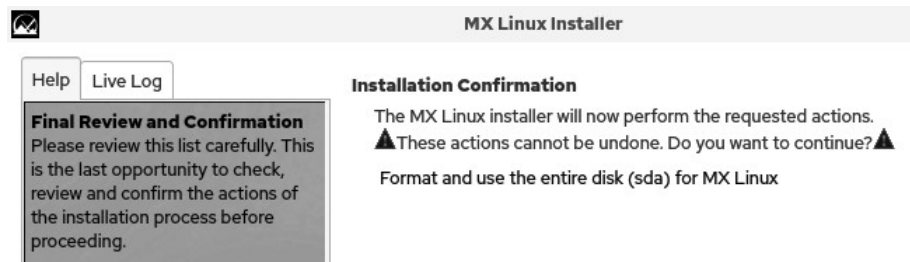 MX Linux Installer
Help
Live Log
Final Review and Confirmation
Please review this list carefully. This
is the last opportunity to check,
review and confirm the actions of
the installation process before
proceeding.
Installation Confirmation
The MX Linux installer will now perform the requested actions.
These actions cannot be undone. Do you want to continue?
Format and use the entire disk (sda) for MX Linux